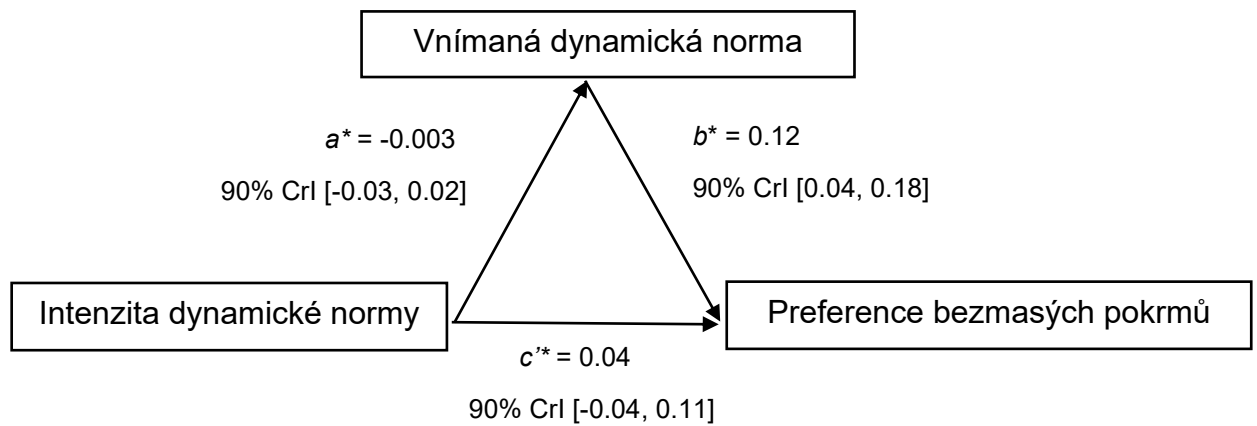 Vnímaná dynamická norma
a* = -0.003
90% CrI [-0.03, 0.02]
b* = 0.12
90% CrI [0.04, 0.18]
Intenzita dynamické normy
Preference bezmasých pokrmů
c’* = 0.04
90% CrI [-0.04, 0.11]